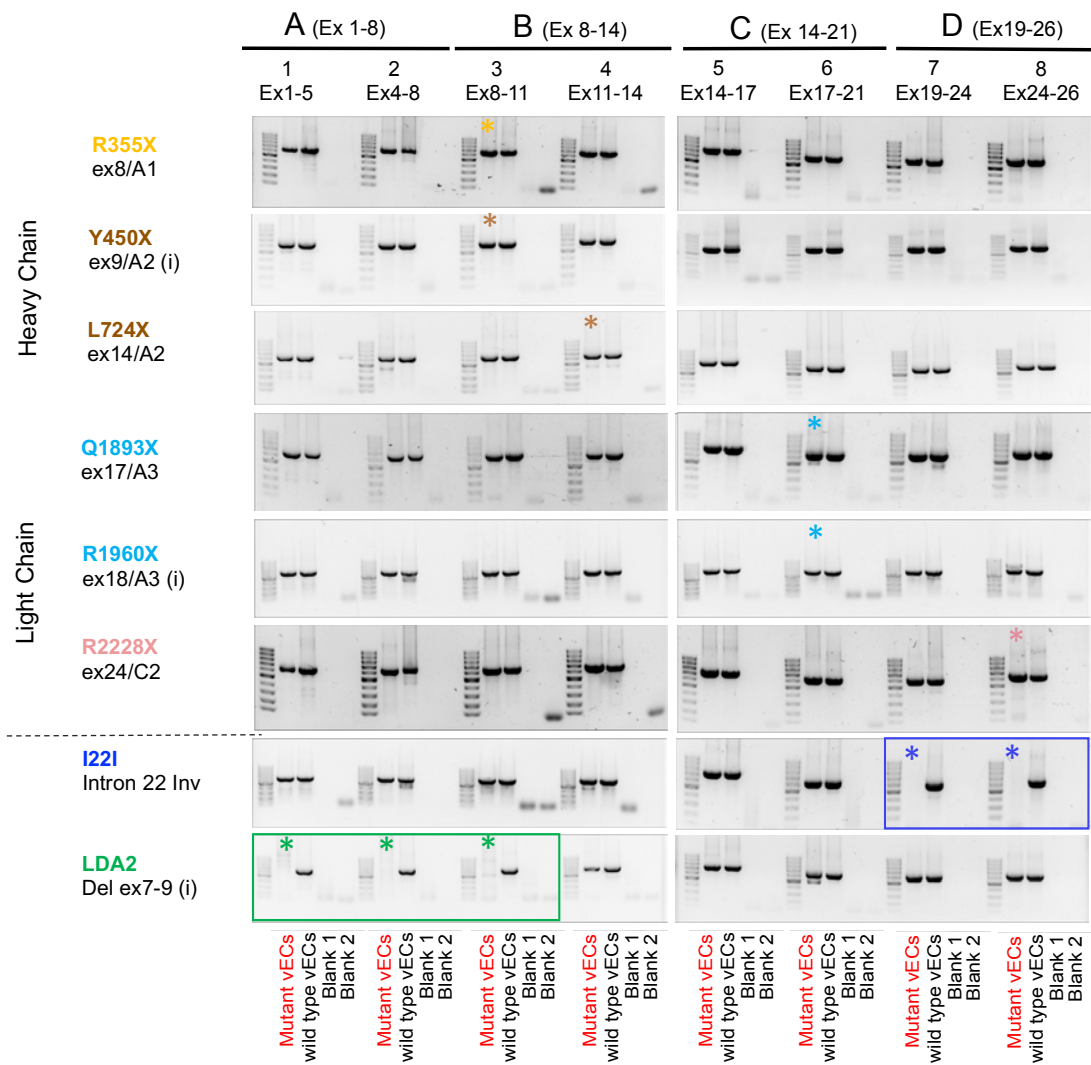 A (Ex 1-8) B (Ex 8-14) C (Ex 14-21) D (Ex19-26)
1 2 3 4 5 6 7 8
Ex1-5 Ex4-8 Ex8-11 Ex11-14 Ex14-17 Ex17-21 Ex19-24 Ex24-26
Heavy Chain
R355X
ex8/A1
*
Y450X
ex9/A2 (i)
*
L724X
ex14/A2
*
Light Chain
Q1893X
ex17/A3
*
R1960X
ex18/A3 (i)
*
R2228X
ex24/C2
*
I22I
Intron 22 Inv
* *
LDA2
Del ex7-9 (i)
* * *
Mutant vECs
wild type vECs
Blank 1
Blank 2
Mutant vECs
wild type vECs
Blank 1
Blank 2
Mutant vECs
wild type vECs
Blank 1
Blank 2
Mutant vECs
wild type vECs
Blank 1
Blank 2
Mutant vECs
wild type vECs
Blank 1
Blank 2
Mutant vECs
wild type vECs
Blank 1
Blank 2
Mutant vECs
wild type vECs
Blank 1
Blank 2
Mutant vECs
wild type vECs
Blank 1
Blank 2